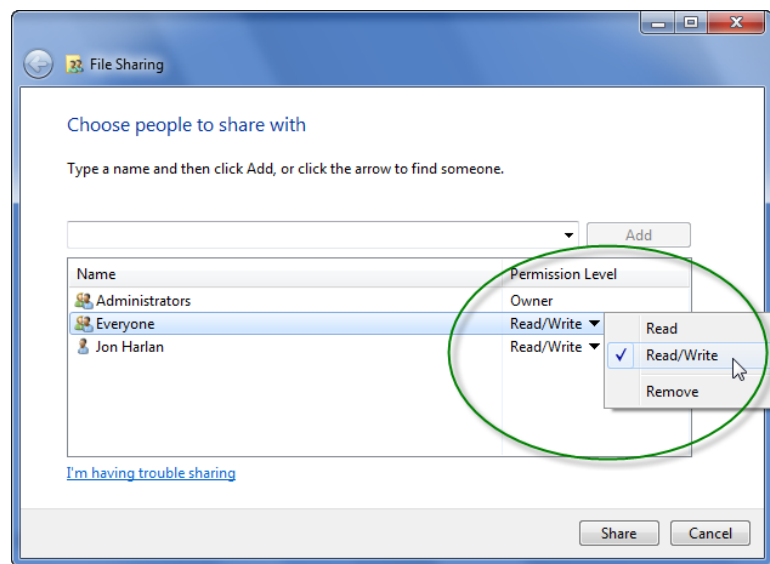 File Sharing
Choose people to share with
Type a name and then click Add, or click the arrow to find someone.
Add
Name Permission Level
Administrators Owner
Everyone Read/Write
Jon Harlan Read/Write
Read
Read/Write
Remove
I'm having trouble sharing
Share Cancel